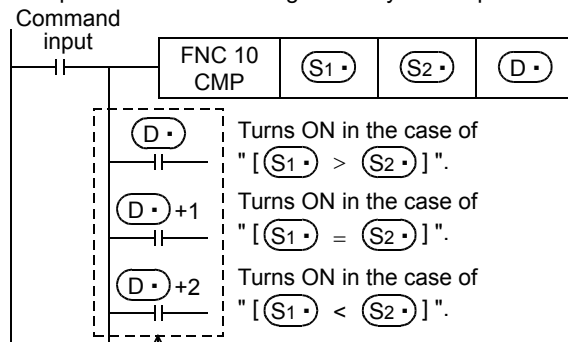 Command
input
FNC 10
CMP
S1 ·
S2 ·
D ·
D ·
Turns ON in the case of
" [ S1 · > S2 · ] ".
D · +1
Turns ON in the case of
" [ S1 · = S2 · ] ".
D · +2
Turns ON in the case of
" [ S1 · < S2 · ] ".